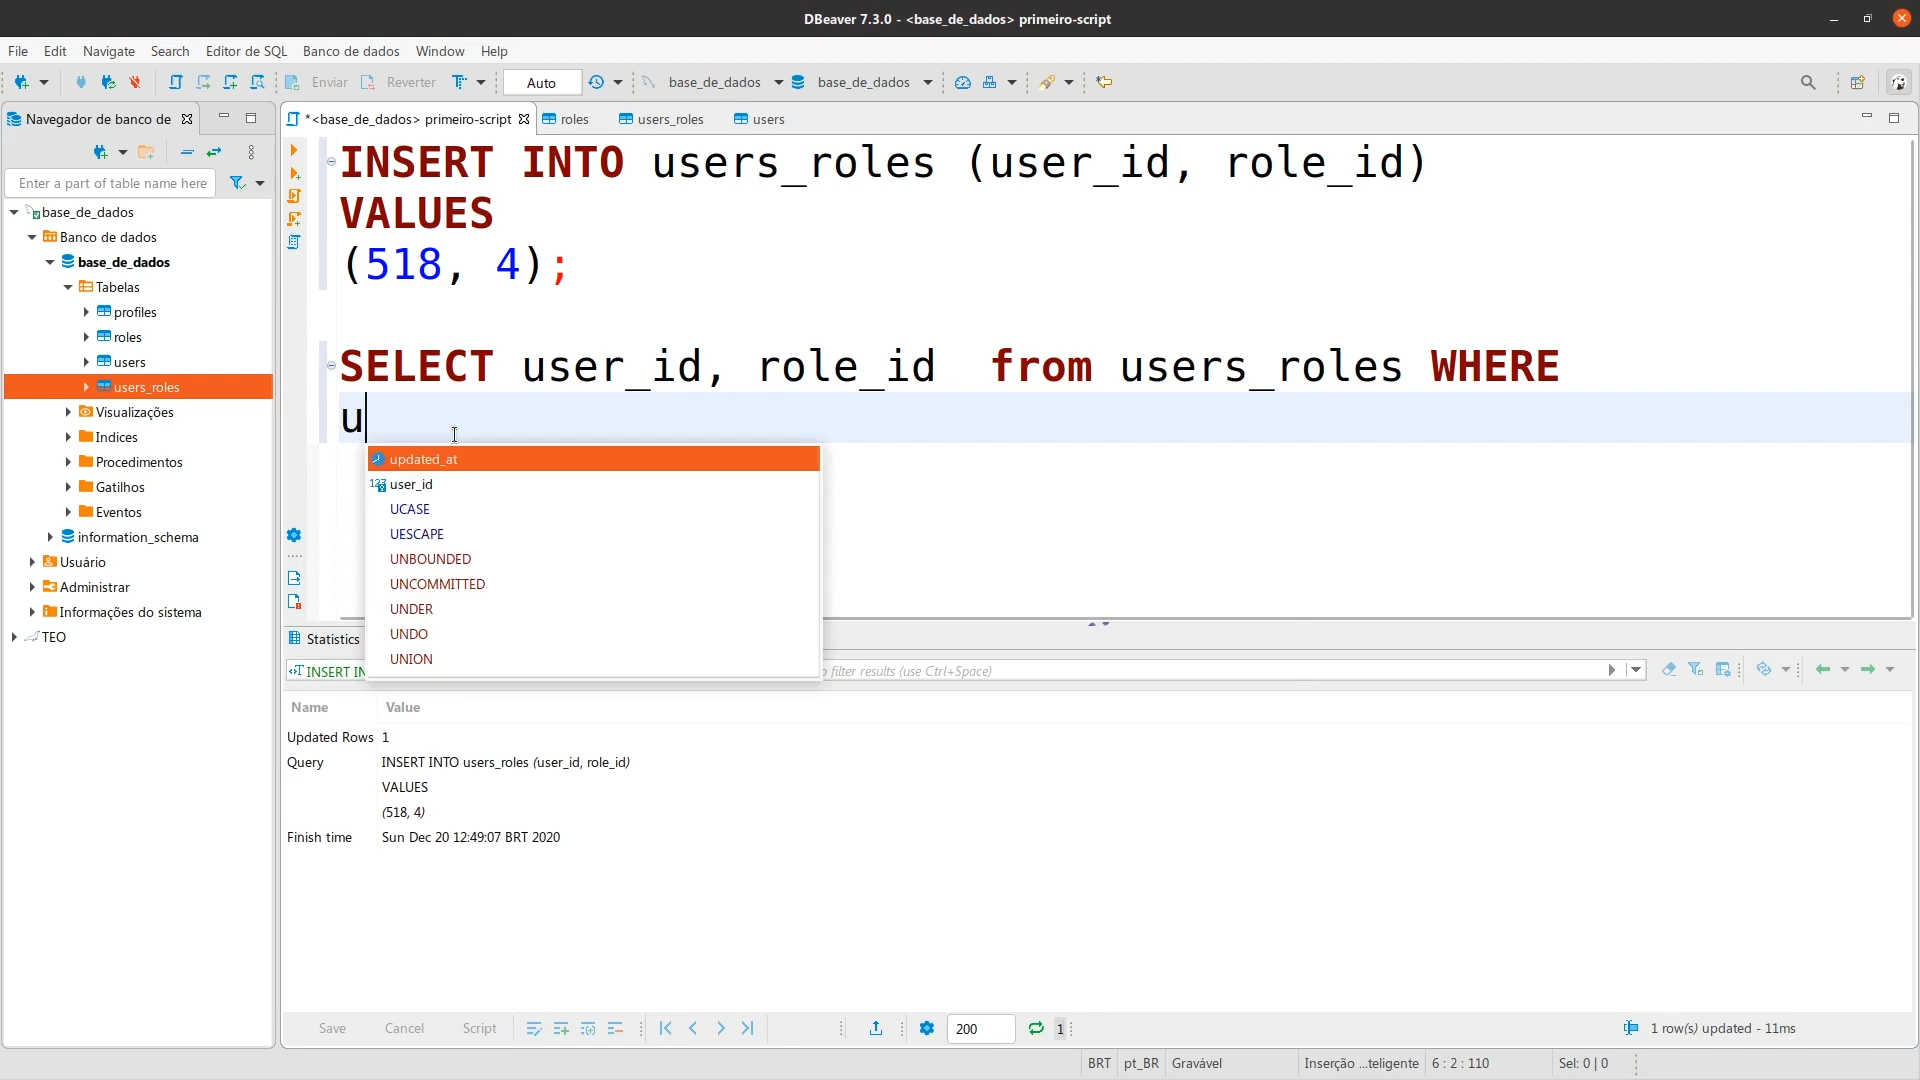 DBeaver 7.3.0 - <base_de_dados> primeiro-script
File Edit Navigate Search Editor de SQL Banco de dados Window Help
Enviar Reverter Auto base_de_dados base_de_dados
Navegador de banco de
*<base_de_dados> primeiro-script roles users_roles users
Enter a part of table name here
base_de_dados
Banco de dados
base_de_dados
Tabelas
profiles
roles
users
users_roles
Visualizações
Indices
Procedimentos
Gatilhos
Eventos
information_schema
Usuário
Administrar
Informações do sistema
TEO
INSERT INTO users_roles (user_id, role_id)
VALUES
(518, 4);
SELECT user_id, role_id from users_roles WHERE
u
updated_at
123 user_id
UCASE
UESCAPE
UNBOUNDED
UNCOMMITTED
UNDER
UNDO
UNION
Statistics
INSERT IN filter results (use Ctrl+Space)
Name Value
Updated Rows 1
Query INSERT INTO users_roles (user_id, role_id)
VALUES
(518, 4)
Finish time Sun Dec 20 12:49:07 BRT 2020
Save Cancel Script 200 1 1 row(s) updated - 11ms
BRT pt_BR Gravável Inserção ...teligente 6 : 2 : 110 Sel: 0 | 0